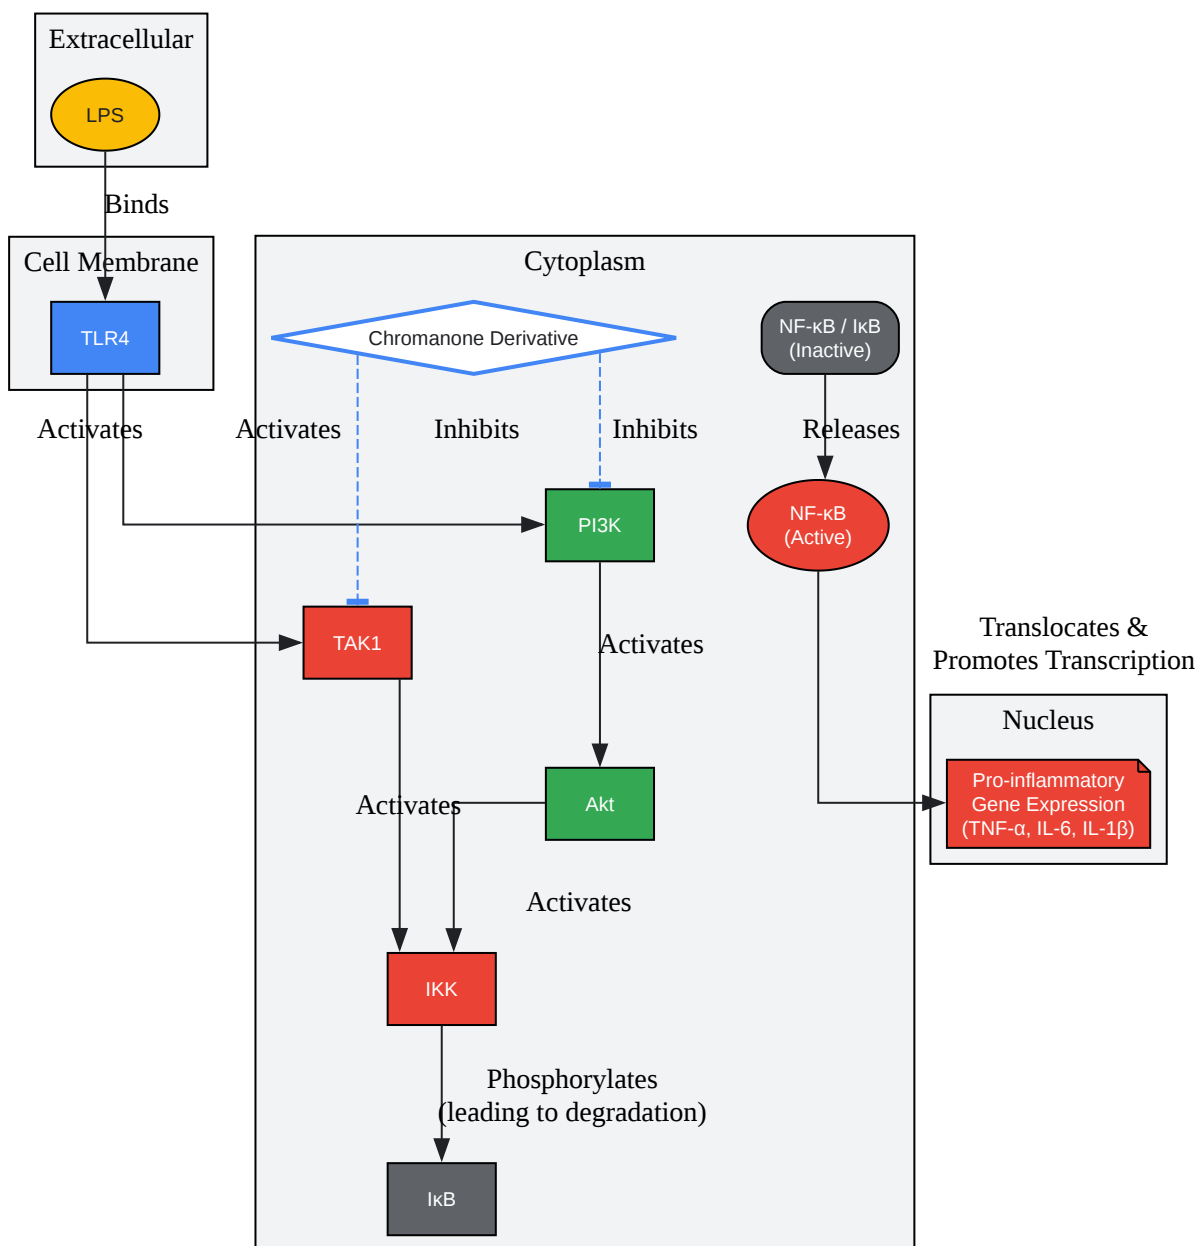 Extracellular
LPS
Binds
Cell Membrane
TLR4
Cytoplasm
Chromanone Derivative
NF-κB / IκB
(Inactive)
Activates
Activates
Inhibits
Inhibits
Releases
PI3K
NF-κB
(Active)
TAK1
Activates
Translocates &
Promotes Transcription
Nucleus
Pro-inflammatory
Gene Expression
(TNF-α, IL-6, IL-1β)
Activates
Akt
Activates
IKK
Phosphorylates
(leading to degradation)
IκB